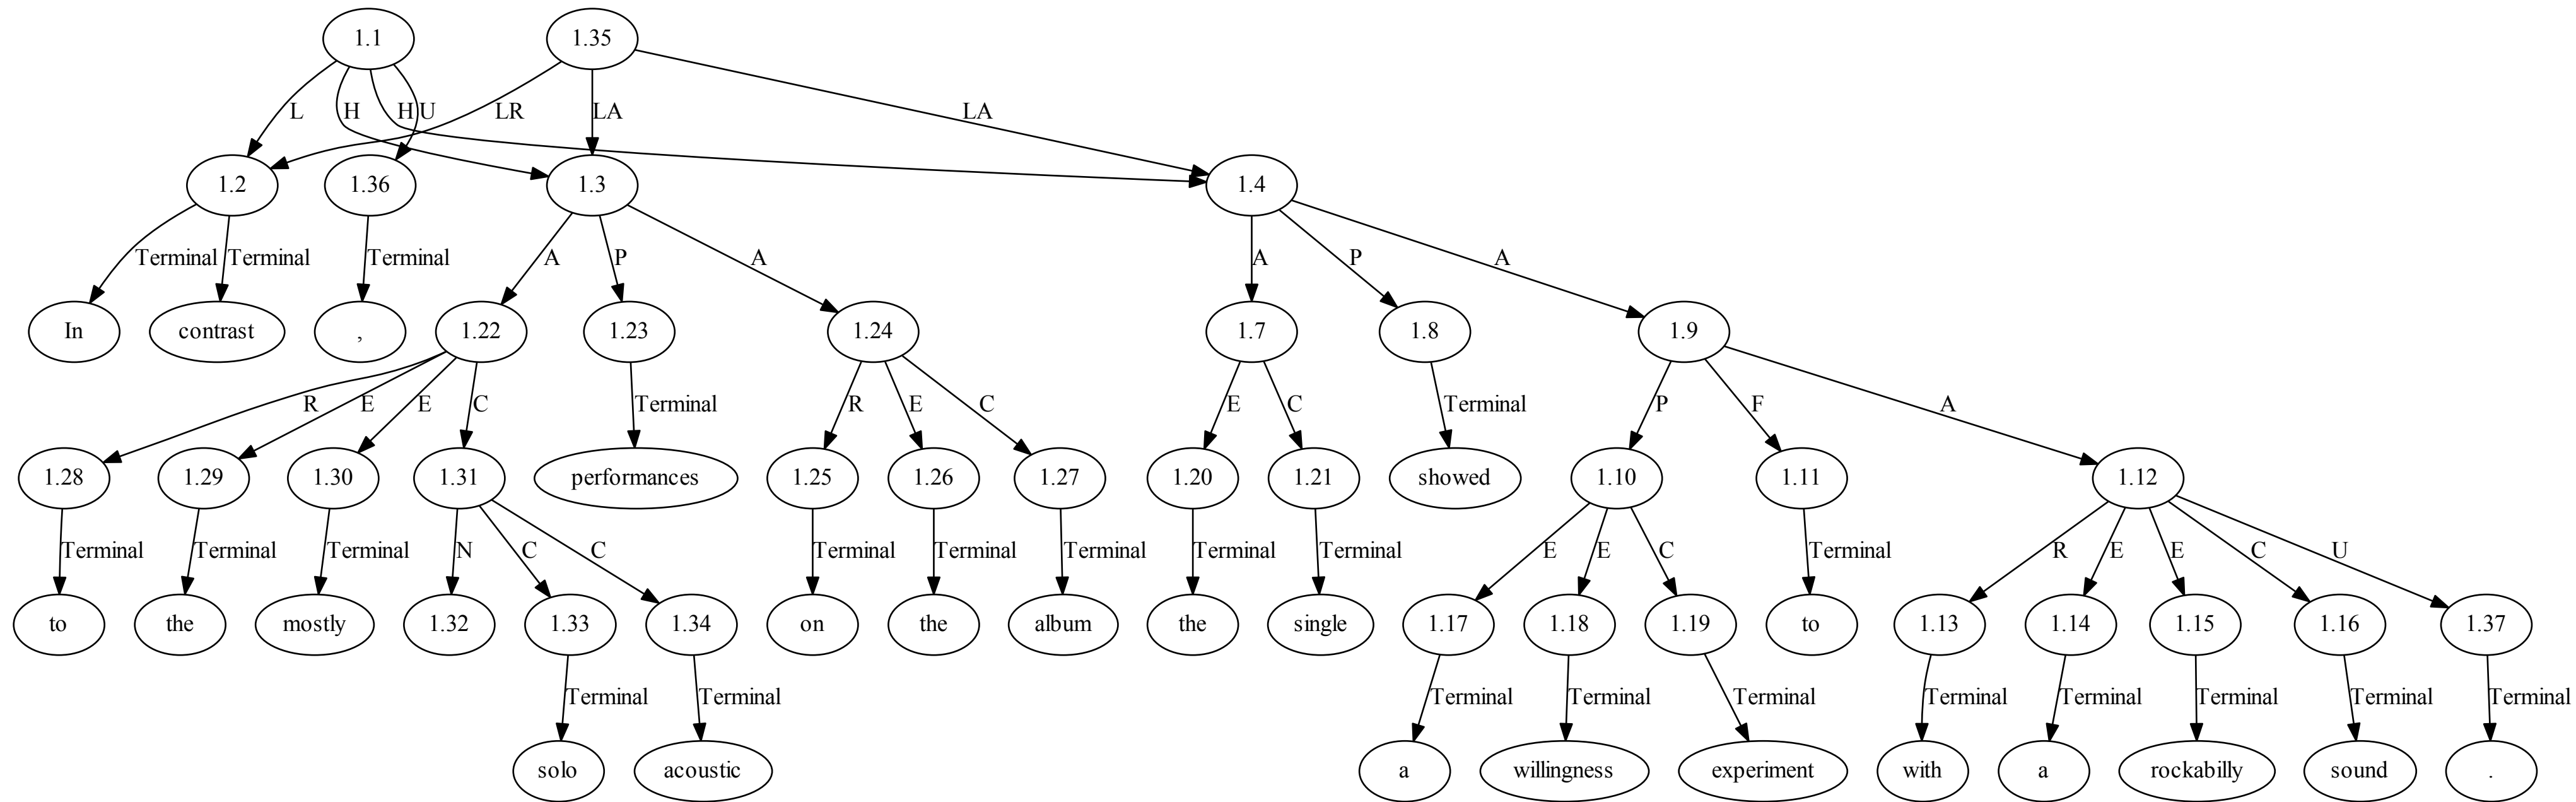 1.1 1.35
L H H U LR LA LA
1.2 1.36 1.3 1.4
Terminal Terminal Terminal A P A A P A
In contrast , 1.22 1.23 1.24 1.7 1.8 1.9
R E E C Terminal R E C E C Terminal P F A
1.28 1.29 1.30 1.31 performances 1.25 1.26 1.27 1.20 1.21 showed 1.10 1.11 1.12
Terminal Terminal Terminal N C C Terminal Terminal Terminal Terminal Terminal E E C Terminal R E E C U
to the mostly 1.32 1.33 1.34 on the album the single 1.17 1.18 1.19 to 1.13 1.14 1.15 1.16 1.37
Terminal Terminal Terminal Terminal Terminal Terminal Terminal Terminal Terminal Terminal
solo acoustic a willingness experiment with a rockabilly sound .